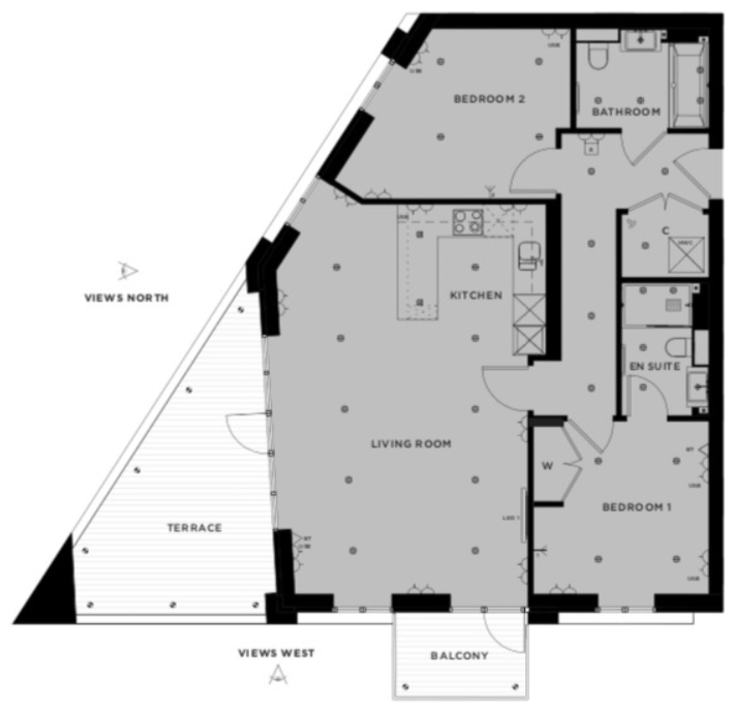 BEDROOM 2
BATHROOM
C
VIEWS NORTH
KITCHEN
EN SUITE
LIVING ROOM
W
BEDROOM 1
TERRACE
VIEWS WEST
BALCONY